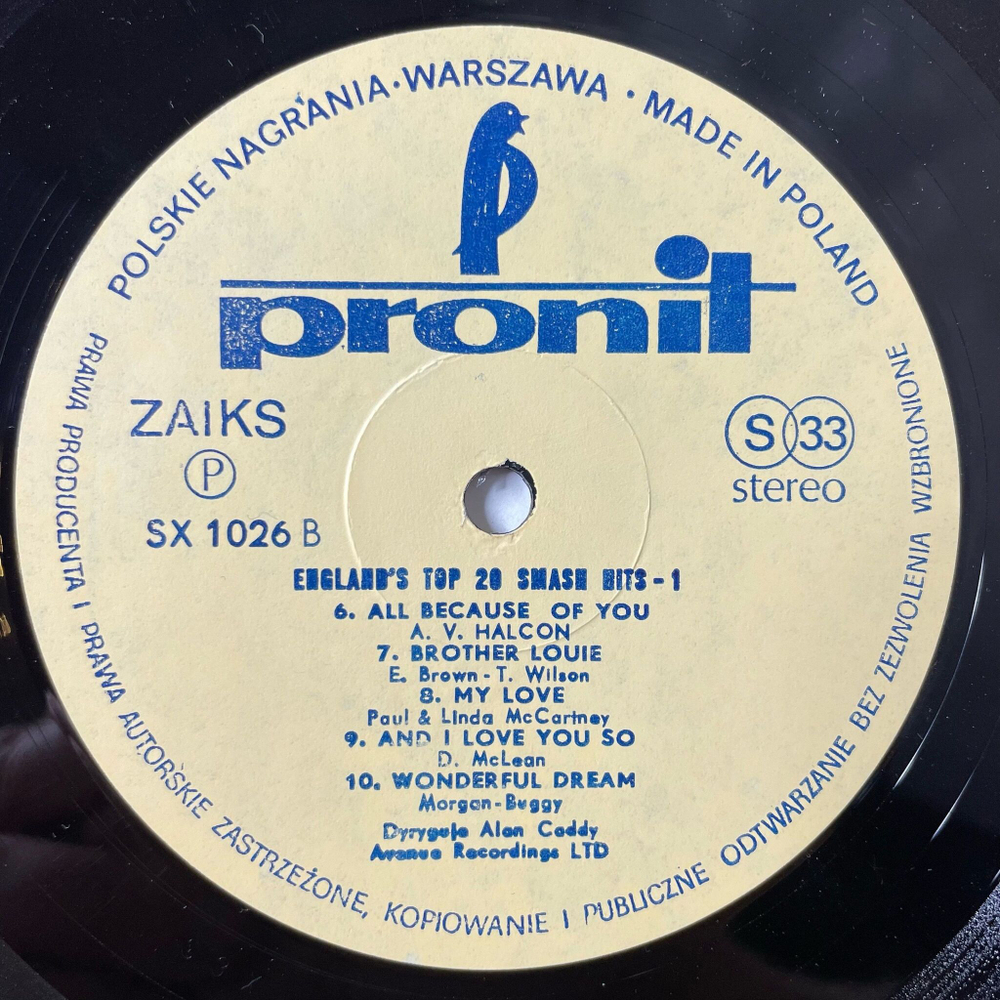 POLSKIE NAGRANIA · WARSZAWA · MADE IN POLAND
pronit
ZAIKS
P
SX 1026 B
S 33
stereo
ENGLAND'S TOP 20 SMASH HITS - 1
6. ALL BECAUSE OF YOU
A. V. HALCON
7. BROTHER LOUIE
E. Brown - T. Wilson
8. MY LOVE
Paul & Linda McCartney
9. AND I LOVE YOU SO
D. McLean
10. WONDERFUL DREAM
Morgan-Buggy
Dyryguje Alan Caddy
Avenue Recordings LTD
PRAWA PRODUCENTA I PRAWA AUTORSKIE ZASTRZEŻONE, KOPIOWANIE I PUBLICZNE ODTWARZANIE BEZ ZEZWOLENIA WZBRONIONE